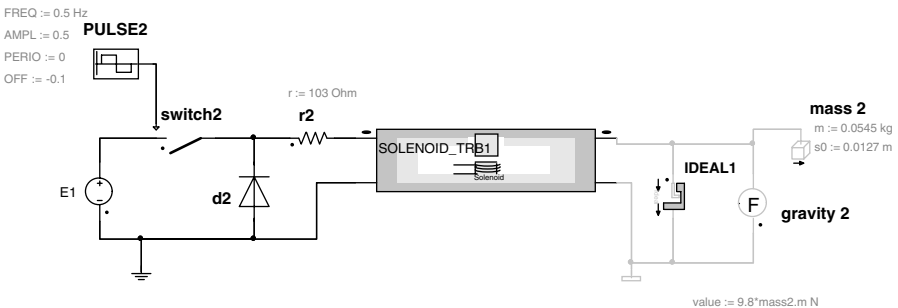 FREQ := 0.5 Hz
AMPL := 0.5
PERIO := 0
OFF := -0.1
PULSE2
switch2
r := 103 Ohm
r2
E1
d2
SOLENOID_TRB1
Solenoid
IDEAL1
mass 2
m := 0.0545 kg
s0 := 0.0127 m
F
gravity 2
value := 9.8*mass2.m N